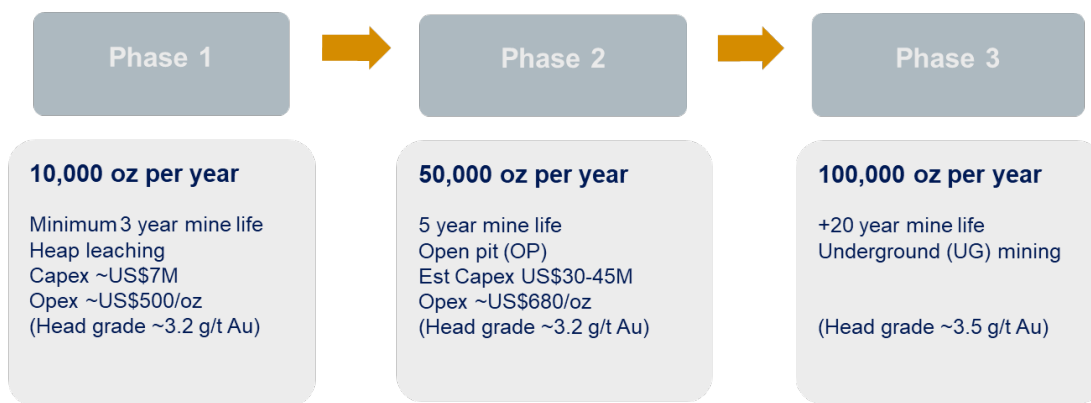 Phase 1
Phase 2
Phase 3
10,000 oz per year
Minimum 3 year mine life
Heap leaching
Capex ~US$7M
Opex ~US$500/oz
(Head grade ~3.2 g/t Au)
50,000 oz per year
5 year mine life
Open pit (OP)
Est Capex US$30-45M
Opex ~US$680/oz
(Head grade ~3.2 g/t Au)
100,000 oz per year
+20 year mine life
Underground (UG) mining
(Head grade ~3.5 g/t Au)